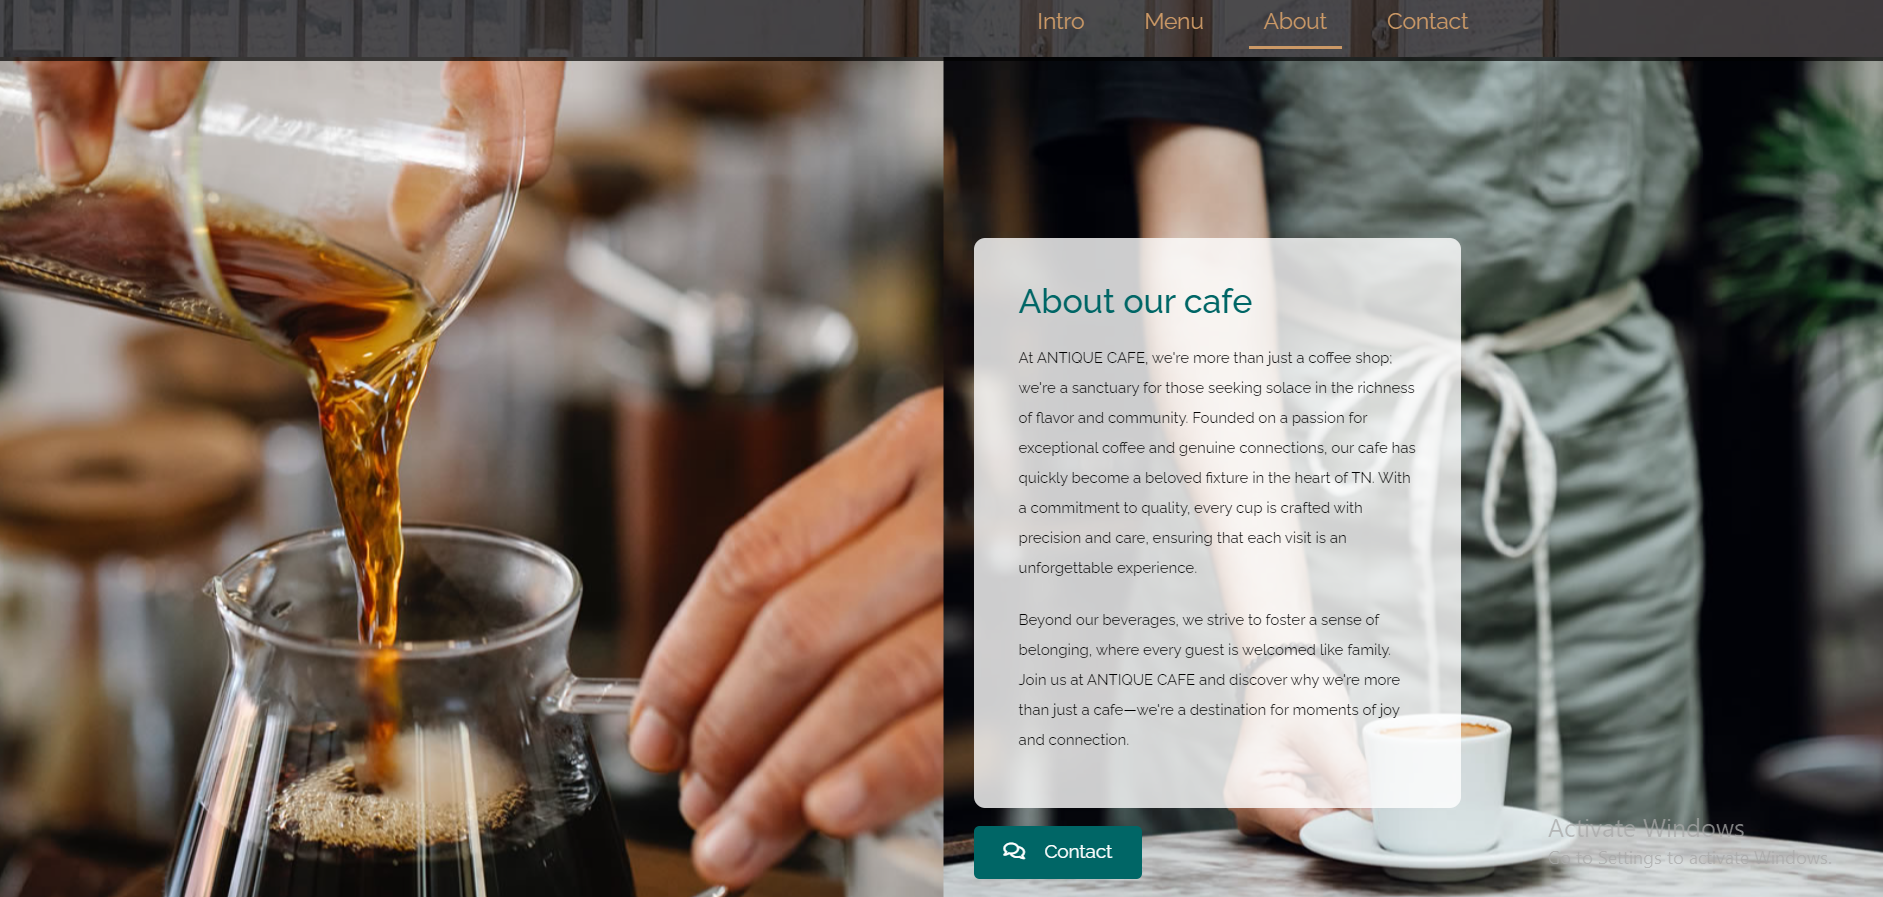 Intro Menu About Contact
About our cafe
At ANTIQUE CAFE, we're more than just a coffee shop;
we're a sanctuary for those seeking solace in the richness
of flavor and community. Founded on a passion for
exceptional coffee and genuine connections, our cafe has
quickly become a beloved fixture in the heart of TN. With
a commitment to quality, every cup is crafted with
precision and care, ensuring that each visit is an
unforgettable experience.
Beyond our beverages, we strive to foster a sense of
belonging, where every guest is welcomed like family.
Join us at ANTIQUE CAFE and discover why we're more
than just a cafe—we're a destination for moments of joy
and connection.
Contact
Activate Windows
Go to Settings to activate Windows.